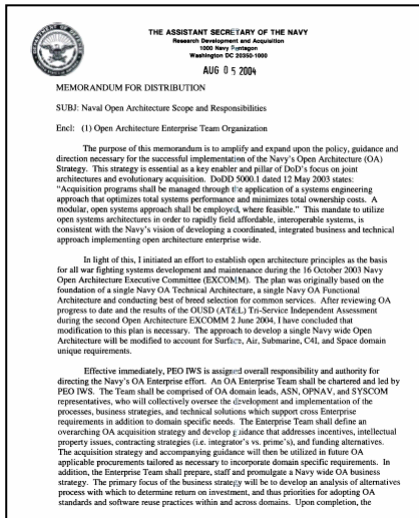 THE ASSISTANT SECRETARY OF THE NAVY
Research Development and Acquisition
1000 Navy Pentagon
Washington DC 20350-1000
AUG 05 2004
MEMORANDUM FOR DISTRIBUTION
SUBJ: Naval Open Architecture Scope and Responsibilities
Encl: (1) Open Architecture Enterprise Team Organization
The purpose of this memorandum is to amplify and expand upon the policy, guidance and
direction necessary for the successful implementation of the Navy's Open Architecture (OA)
Strategy. This strategy is essential as a key enabler and pillar of DoD's focus on joint
architectures and evolutionary acquisition. DoDD 5000.1 dated 12 May 2003 states:
"Acquisition programs shall be managed through the application of a systems engineering
approach that optimizes total systems performance and minimizes total ownership costs. A
modular, open systems approach shall be employed, where feasible." This mandate to utilize
open systems architectures in order to rapidly field affordable, interoperable systems, is
consistent with the Navy's vision of developing a coordinated, integrated business and technical
approach implementing open architecture enterprise wide.
In light of this, I initiated an effort to establish open architecture principles as the basis
for all war fighting systems development and maintenance during the 16 October 2003 Navy
Open Architecture Executive Committee (EXCOMM). The plan was originally based on the
foundation of a single Navy OA Technical Architecture, a single Navy OA Functional
Architecture and conducting best of breed selection for common services. After reviewing OA
progress to date and the results of the OUSD (AT&L) Tri-Service Independent Assessment
during the second Open Architecture EXCOMM 2 June 2004, I have concluded that
modification to this plan is necessary. The approach to develop a single Navy wide Open
Architecture will be modified to account for Surface, Air, Submarine, C4I, and Space domain
unique requirements.
Effective immediately, PEO IWS is assigned overall responsibility and authority for
directing the Navy's OA Enterprise effort. An OA Enterprise Team shall be chartered and led by
PEO IWS. The Team shall be comprised of OA domain leads, ASN, OPNAV, and SYSCOM
representatives, who will collectively oversee the development and implementation of the
processes, business strategies, and technical solutions which support cross Enterprise
requirements in addition to domain specific needs. The Enterprise Team shall define an
overarching OA acquisition strategy and develop guidance that addresses incentives, intellectual
property issues, contracting strategies (i.e. integrator's vs. prime's), and funding alternatives.
The acquisition strategy and accompanying guidance will then be utilized in future OA
applicable procurements tailored as necessary to incorporate domain specific requirements. In
addition, the Enterprise Team shall prepare, staff and promulgate a Navy wide OA business
strategy. The primary focus of the business strategy will be to develop an analysis of alternatives
process with which to determine return on investment, and thus priorities for adopting OA
standards and software reuse practices within and across domains. Upon completion, the